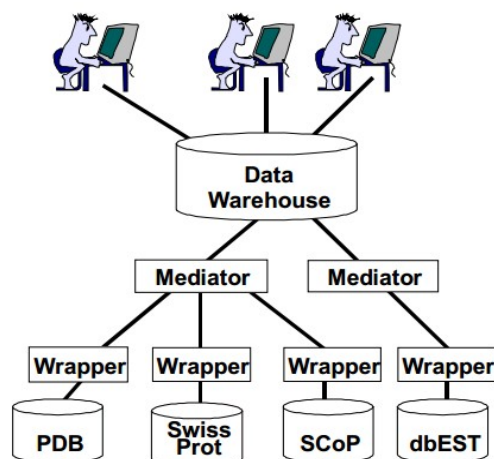 Data
Warehouse
Mediator
Mediator
Wrapper
Wrapper
Wrapper
Wrapper
PDB
Swiss
Prot
SCoP
dbEST